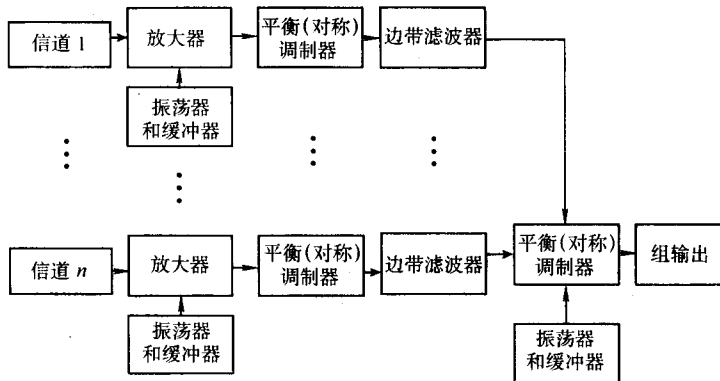 信道 1
放大器
平衡(对称)
调制器
边带滤波器
振荡器
和缓冲器
信道 n
放大器
平衡(对称)
调制器
边带滤波器
平衡(对称)
调制器
组输出
振荡器
和缓冲器
振荡器
和缓冲器